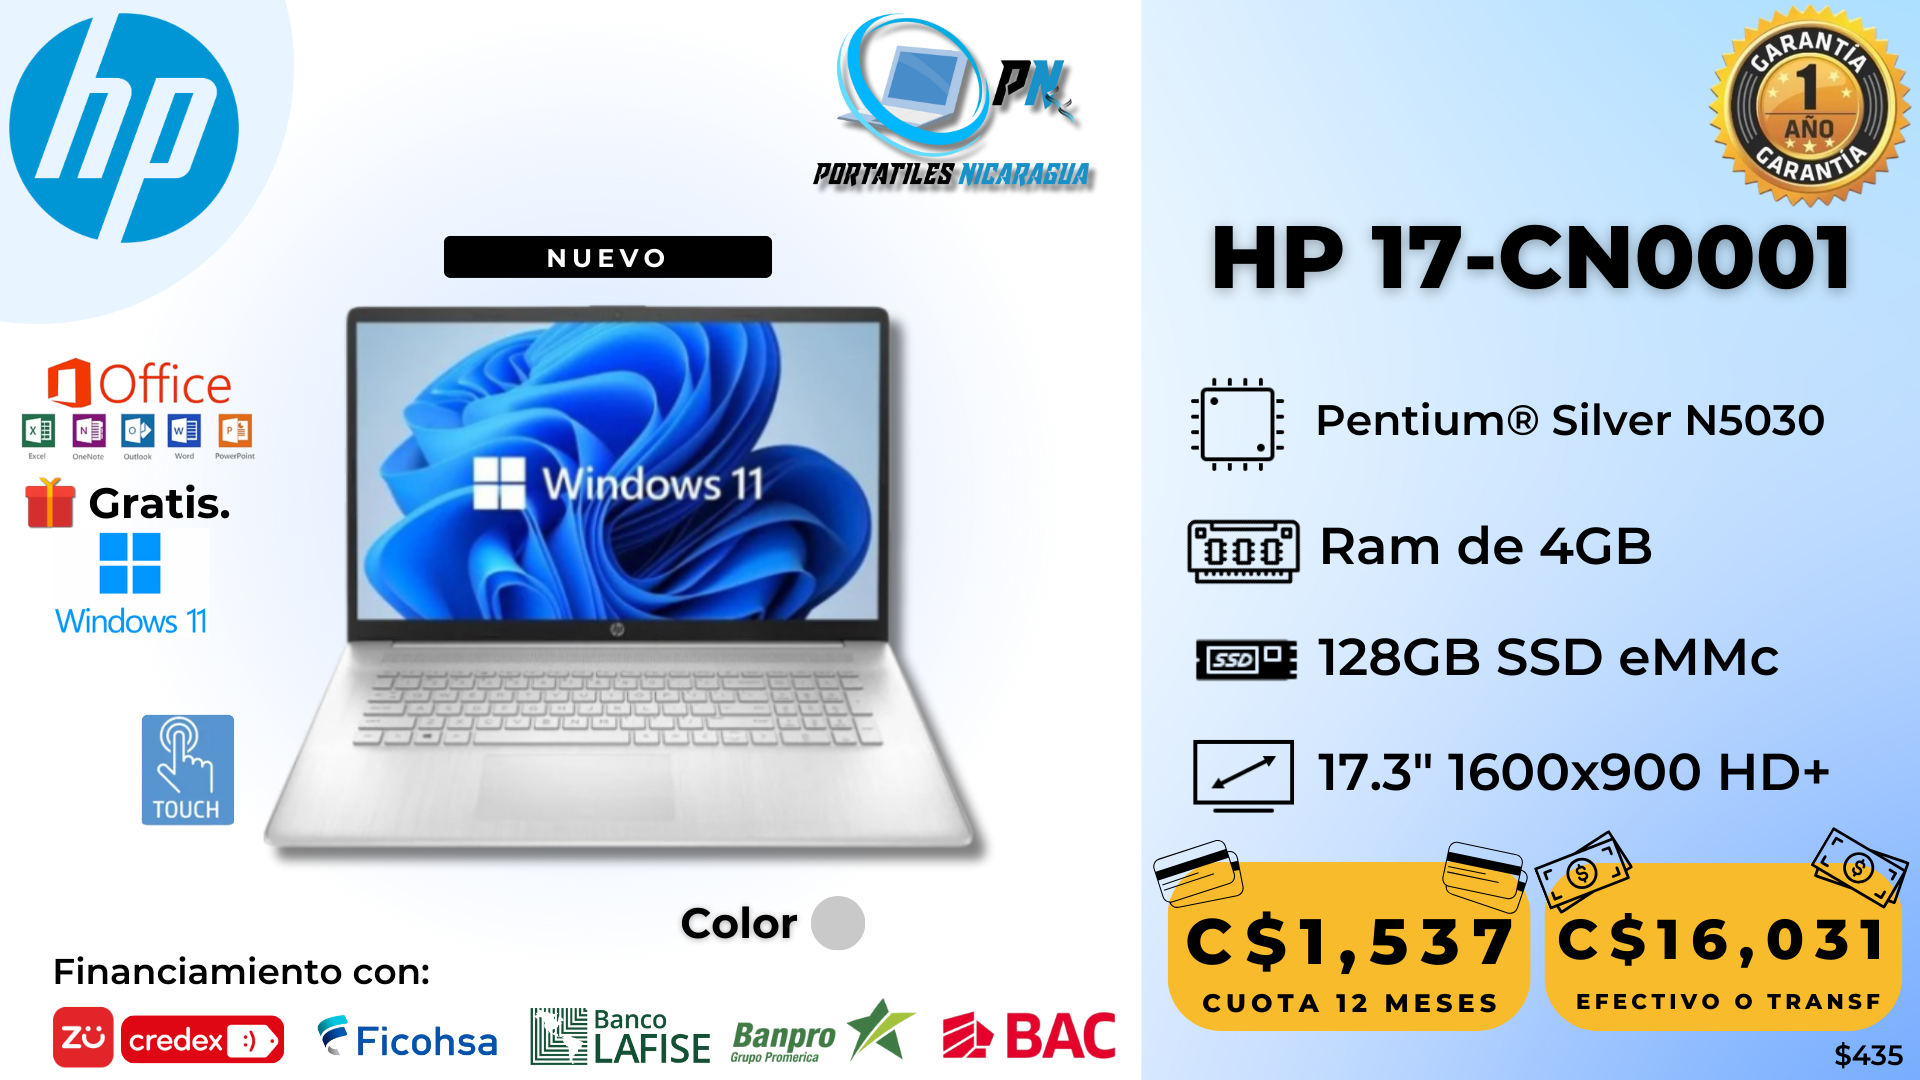 hp
PN
PORTATILES NICARAGUA
GARANTÍA
1
AÑO
GARANTÍA
NUEVO
HP 17-CN0001
Office
Excel
OneNote
Outlook
Word
PowerPoint
Gratis.
Windows 11
Windows 11
TOUCH
Pentium® Silver N5030
Ram de 4GB
SSD
128GB SSD eMMc
17.3" 1600x900 HD+
Color
Financiamiento con:
zū
credex :)
Ficohsa
Banco
LAFISE
Banpro
Grupo Promerica
BAC
C$1,537
CUOTA 12 MESES
C$16,031
EFECTIVO O TRANSF
$435